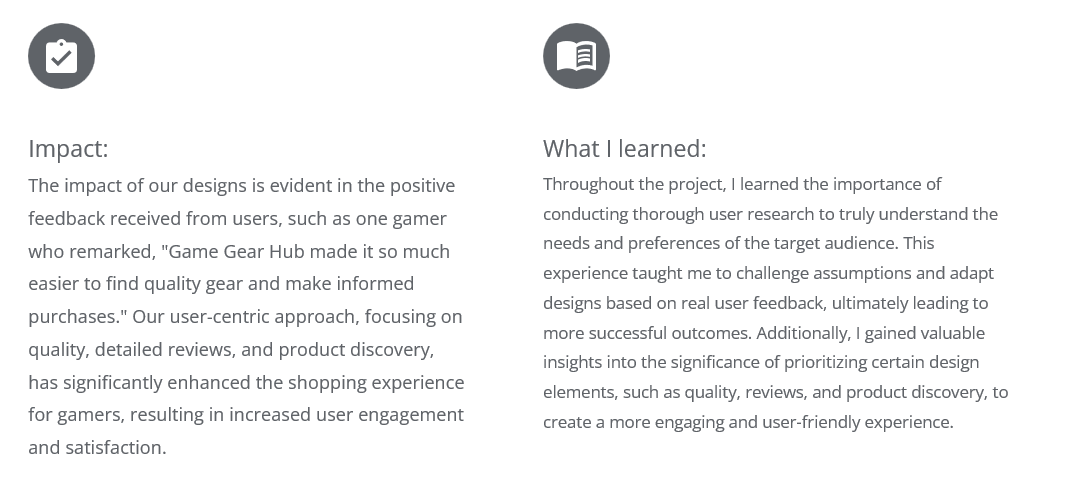 Impact:
The impact of our designs is evident in the positive
feedback received from users, such as one gamer
who remarked, "Game Gear Hub made it so much
easier to find quality gear and make informed
purchases." Our user-centric approach, focusing on
quality, detailed reviews, and product discovery,
has significantly enhanced the shopping experience
for gamers, resulting in increased user engagement
and satisfaction.
What I learned:
Throughout the project, I learned the importance of
conducting thorough user research to truly understand the
needs and preferences of the target audience. This
experience taught me to challenge assumptions and adapt
designs based on real user feedback, ultimately leading to
more successful outcomes. Additionally, I gained valuable
insights into the significance of prioritizing certain design
elements, such as quality, reviews, and product discovery, to
create a more engaging and user-friendly experience.